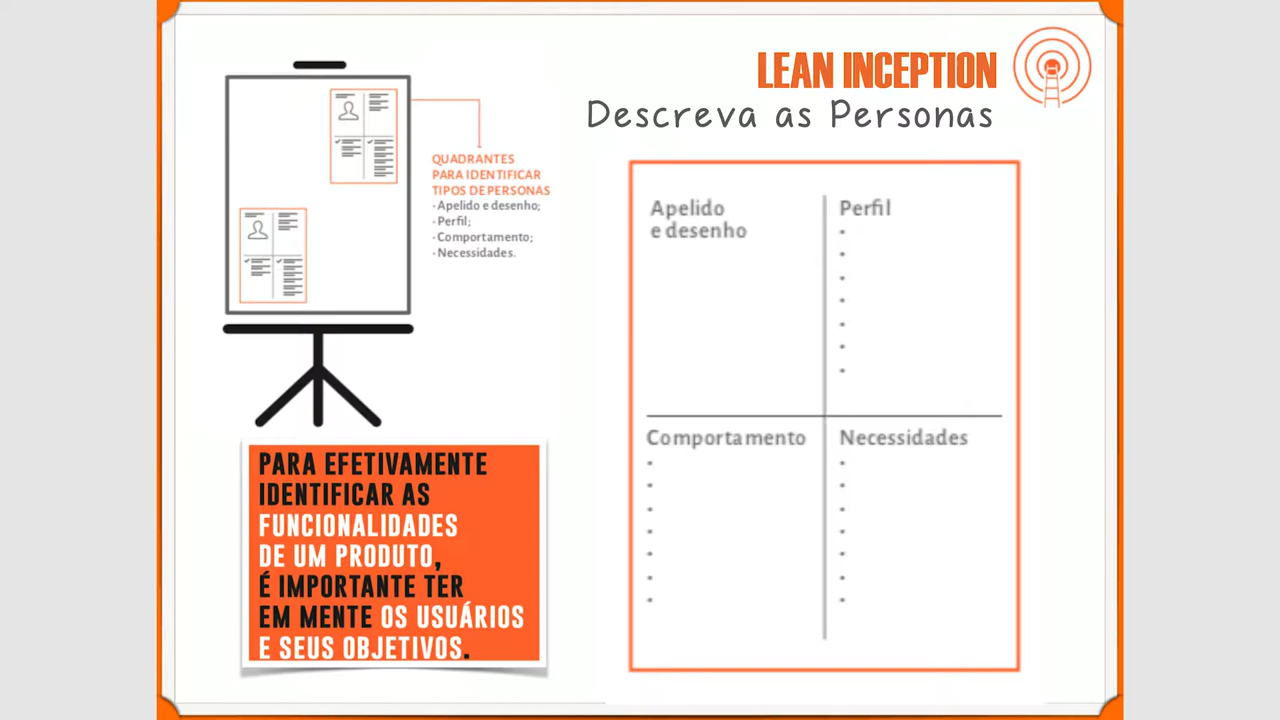 LEAN INCEPTION
Descreva as Personas
QUADRANTES
PARA IDENTIFICAR
TIPOS DE PERSONAS
• Apelido e desenho;
• Perfil;
• Comportamento;
• Necessidades.
Apelido
e desenho
Perfil
Comportamento
Necessidades
PARA EFETIVAMENTE
IDENTIFICAR AS
FUNCIONALIDADES
DE UM PRODUTO,
É IMPORTANTE TER
EM MENTE OS USUÁRIOS
E SEUS OBJETIVOS.